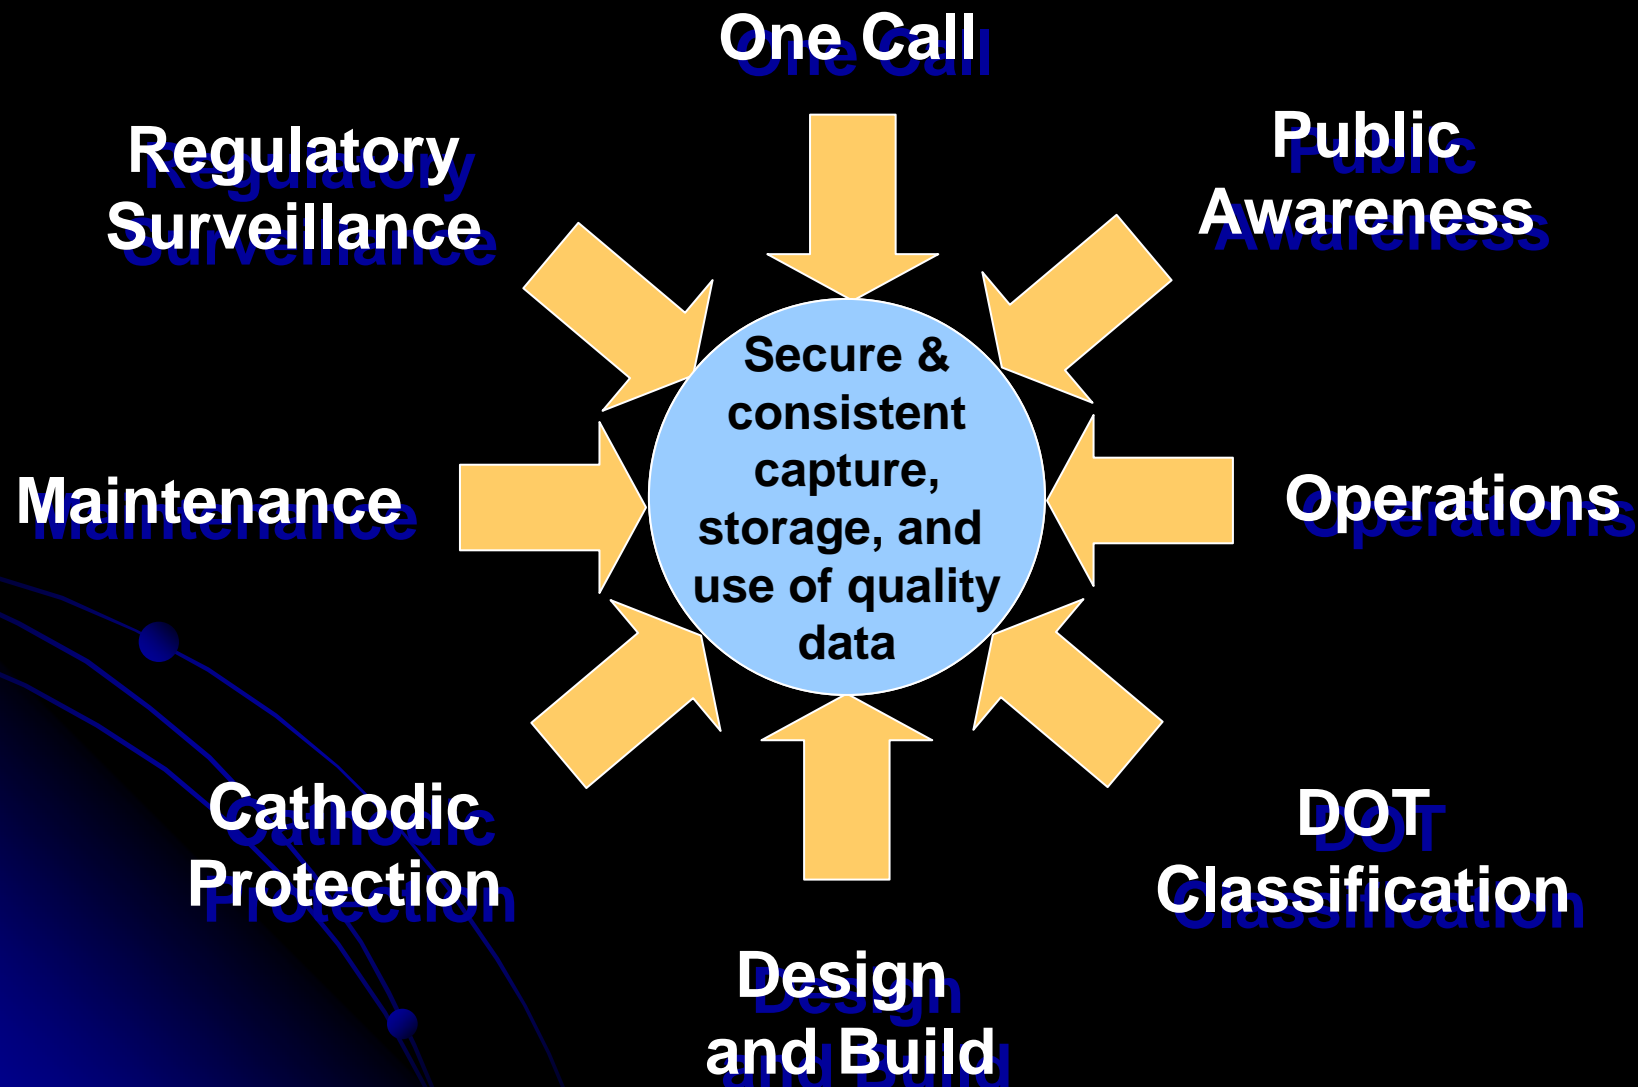 One Call
Regulatory
Surveillance
Public
Awareness
Secure &
consistent
capture,
storage, and
use of quality
data
Maintenance
Operations
Cathodic
Protection
DOT
Classification
Design
and Build